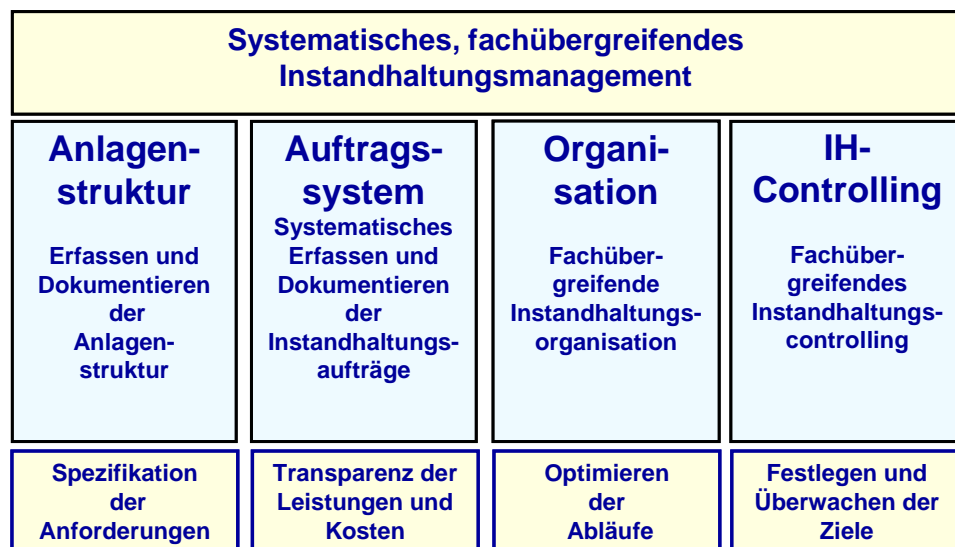 Systematisches, fachübergreifendes
Instandhaltungsmanagement
Anlagen-
struktur
Erfassen und
Dokumentieren
der
Anlagen-
struktur
Auftrags-
system
Systematisches
Erfassen und
Dokumentieren
der
Instandhaltungs-
aufträge
Organi-
sation
Fachüber-
greifende
Instandhaltungs-
organisation
IH-
Controlling
Fachüber-
greifendes
Instandhaltungs-
controlling
Spezifikation
der
Anforderungen
Transparenz der
Leistungen und
Kosten
Optimieren
der
Abläufe
Festlegen und
Überwachen der
Ziele